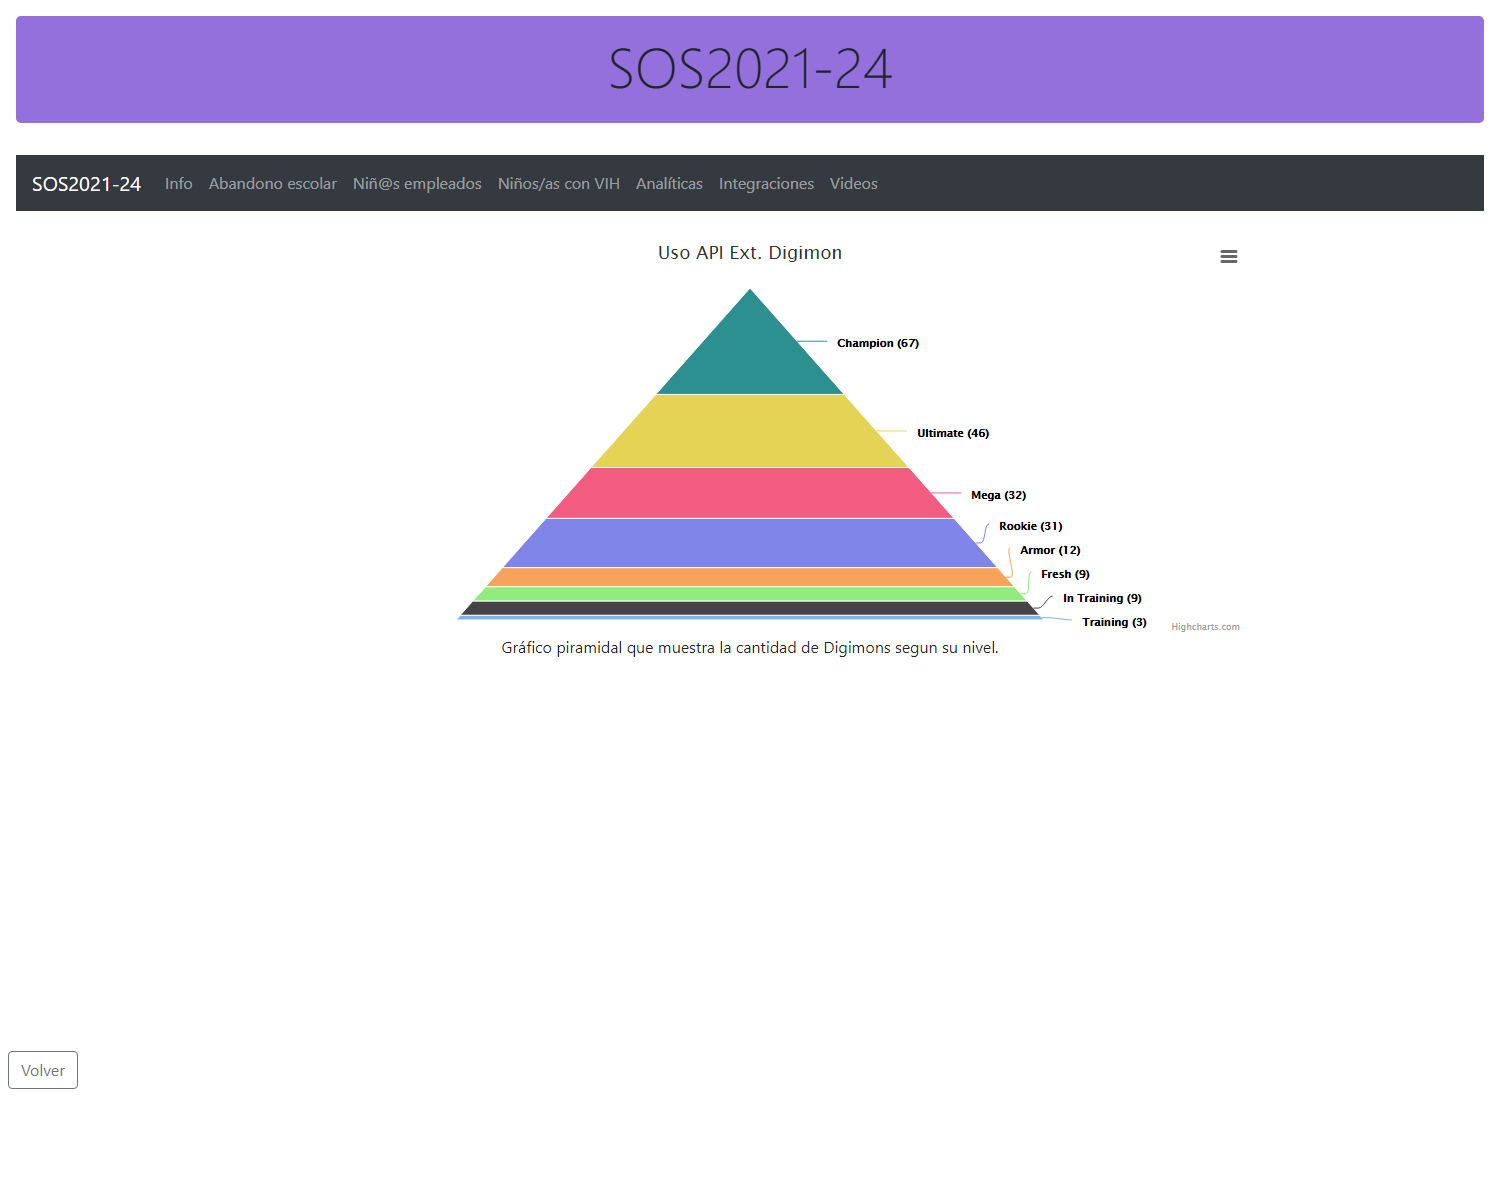 SOS2021-24
SOS2021-24 Info Abandono escolar Niñ@s empleados Niños/as con VIH Analíticas Integraciones Videos
Uso API Ext. Digimon
Champion (67)
Ultimate (46)
Mega (32)
Rookie (31)
Armor (12)
Fresh (9)
In Training (9)
Training (3)
Highcharts.com
Gráfico piramidal que muestra la cantidad de Digimons segun su nivel.
Volver